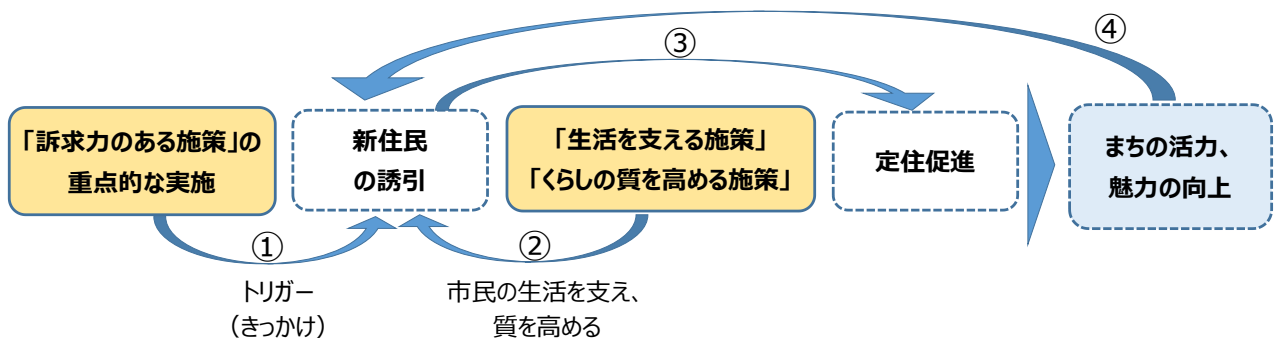 ④
③
「訴求力のある施策」の
重点的な実施
新住民
の誘引
「生活を支える施策」
「くらしの質を高める施策」
定住促進
まちの活力、
魅力の向上
①
②
トリガー
（きっかけ）
市民の生活を支え、
質を高める